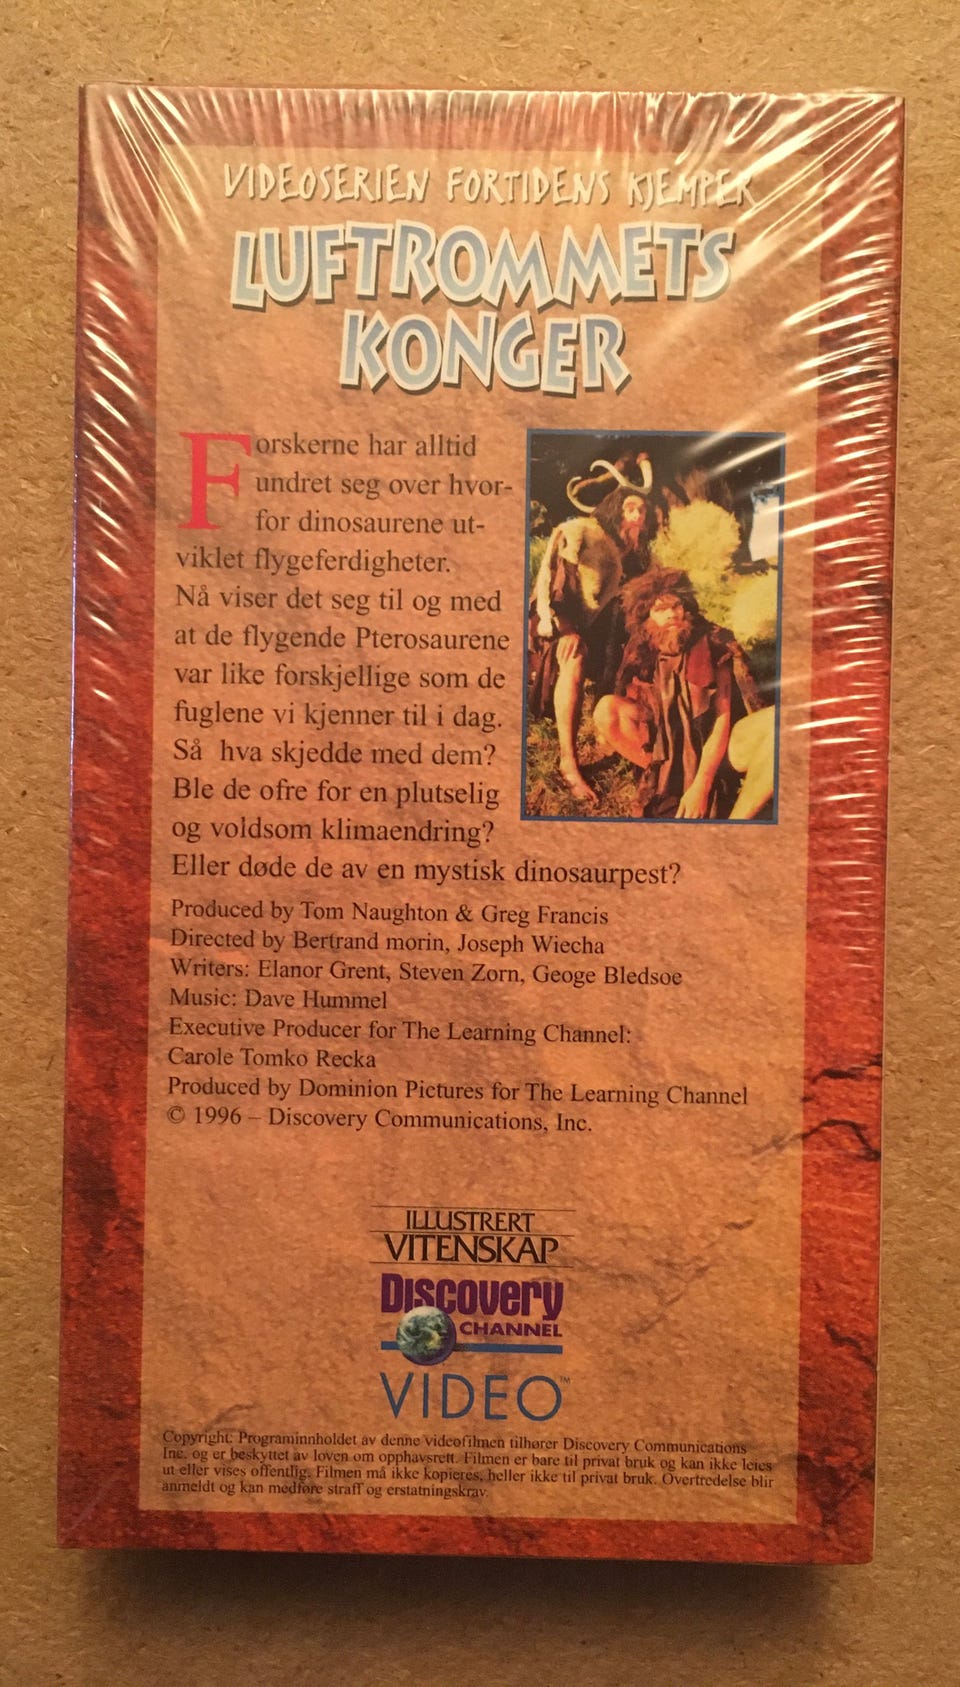 VIDEOSERIEN FORTIDENS KJEMPER
LUFTROMMETS
KONGER
Forskerne har alltid
undret seg over hvor-
for dinosaurene ut-
viklet flygeferdigheter.
Nå viser det seg til og med
at de flygende Pterosaurene
var like forskjellige som de
fuglene vi kjenner til i dag.
Så hva skjedde med dem?
Ble de ofre for en plutselig
og voldsom klimaendring?
Eller døde de av en mystisk dinosaurpest?
Produced by Tom Naughton & Greg Francis
Directed by Bertrand morin, Joseph Wiecha
Writers: Elanor Grent, Steven Zorn, Geoge Bledsoe
Music: Dave Hummel
Executive Producer for The Learning Channel:
Carole Tomko Recka
Produced by Dominion Pictures for The Learning Channel
© 1996 – Discovery Communications, Inc.
ILLUSTRERT
VITENSKAP
Discovery
CHANNEL
VIDEO™
Copyright: Programinnholdet av denne videofilmen tilhører Discovery Communications
Inc. og er beskyttet av loven om opphavsrett. Filmen er bare til privat bruk og kan ikke leies
ut eller vises offentlig. Filmen må ikke kopieres, heller ikke til privat bruk. Overtredelse blir
anmeldt og kan medføre straff og erstatningskrav.